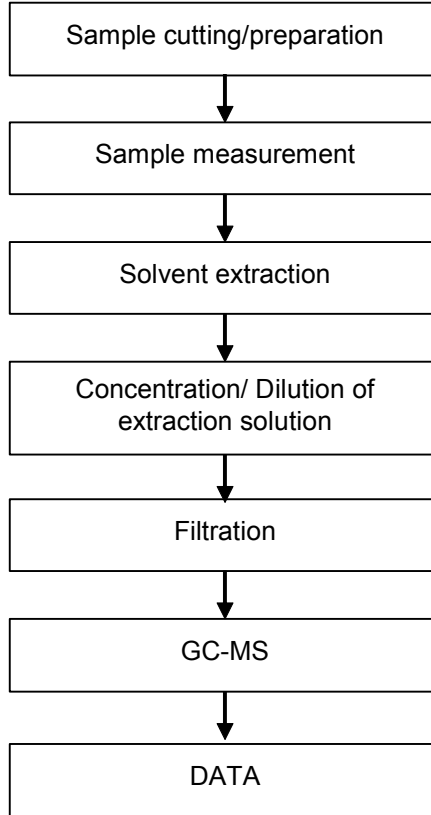 Sample cutting/preparation
Sample measurement
Solvent extraction
Concentration/ Dilution of
extraction solution
Filtration
GC-MS
DATA